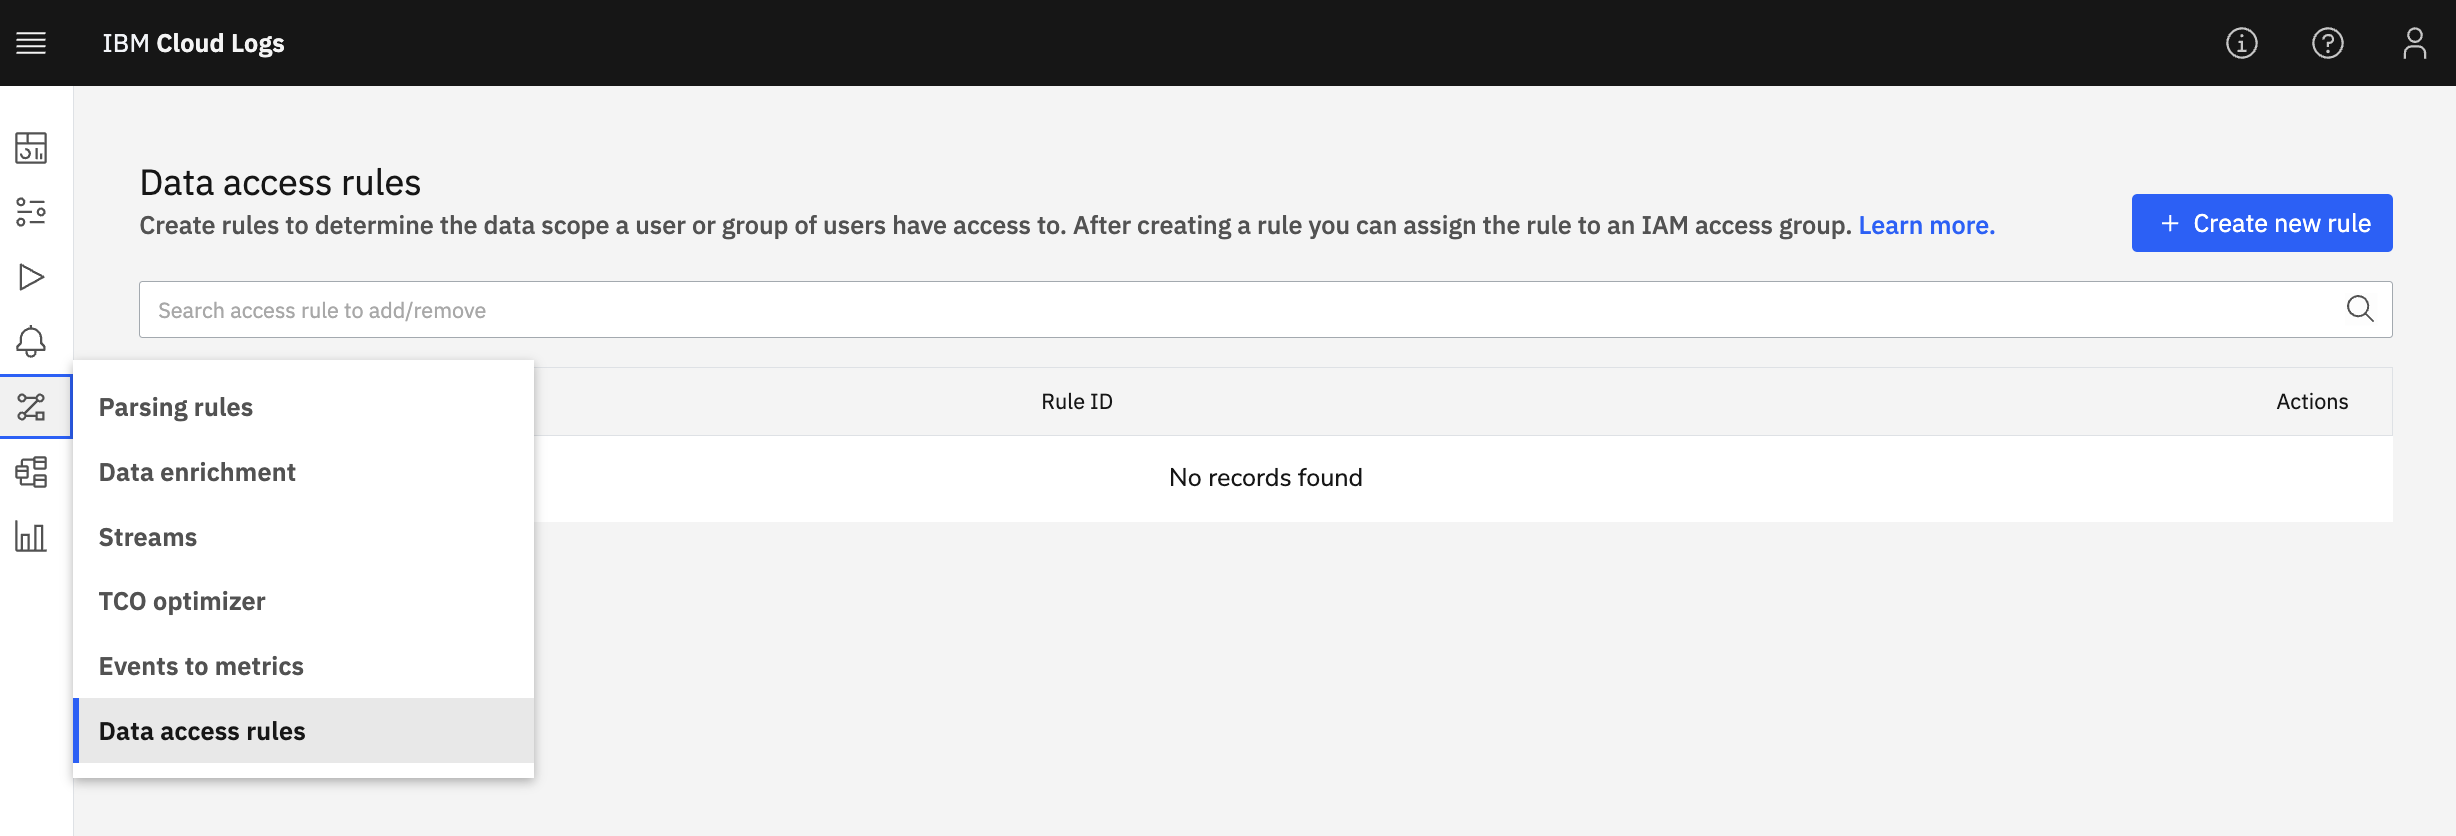 IBM Cloud Logs
Data access rules
Create rules to determine the data scope a user or group of users have access to. After creating a rule you can assign the rule to an IAM access group. Learn more.
+ Create new rule
Search access rule to add/remove
Rule ID
Actions
No records found
Parsing rules
Data enrichment
Streams
TCO optimizer
Events to metrics
Data access rules